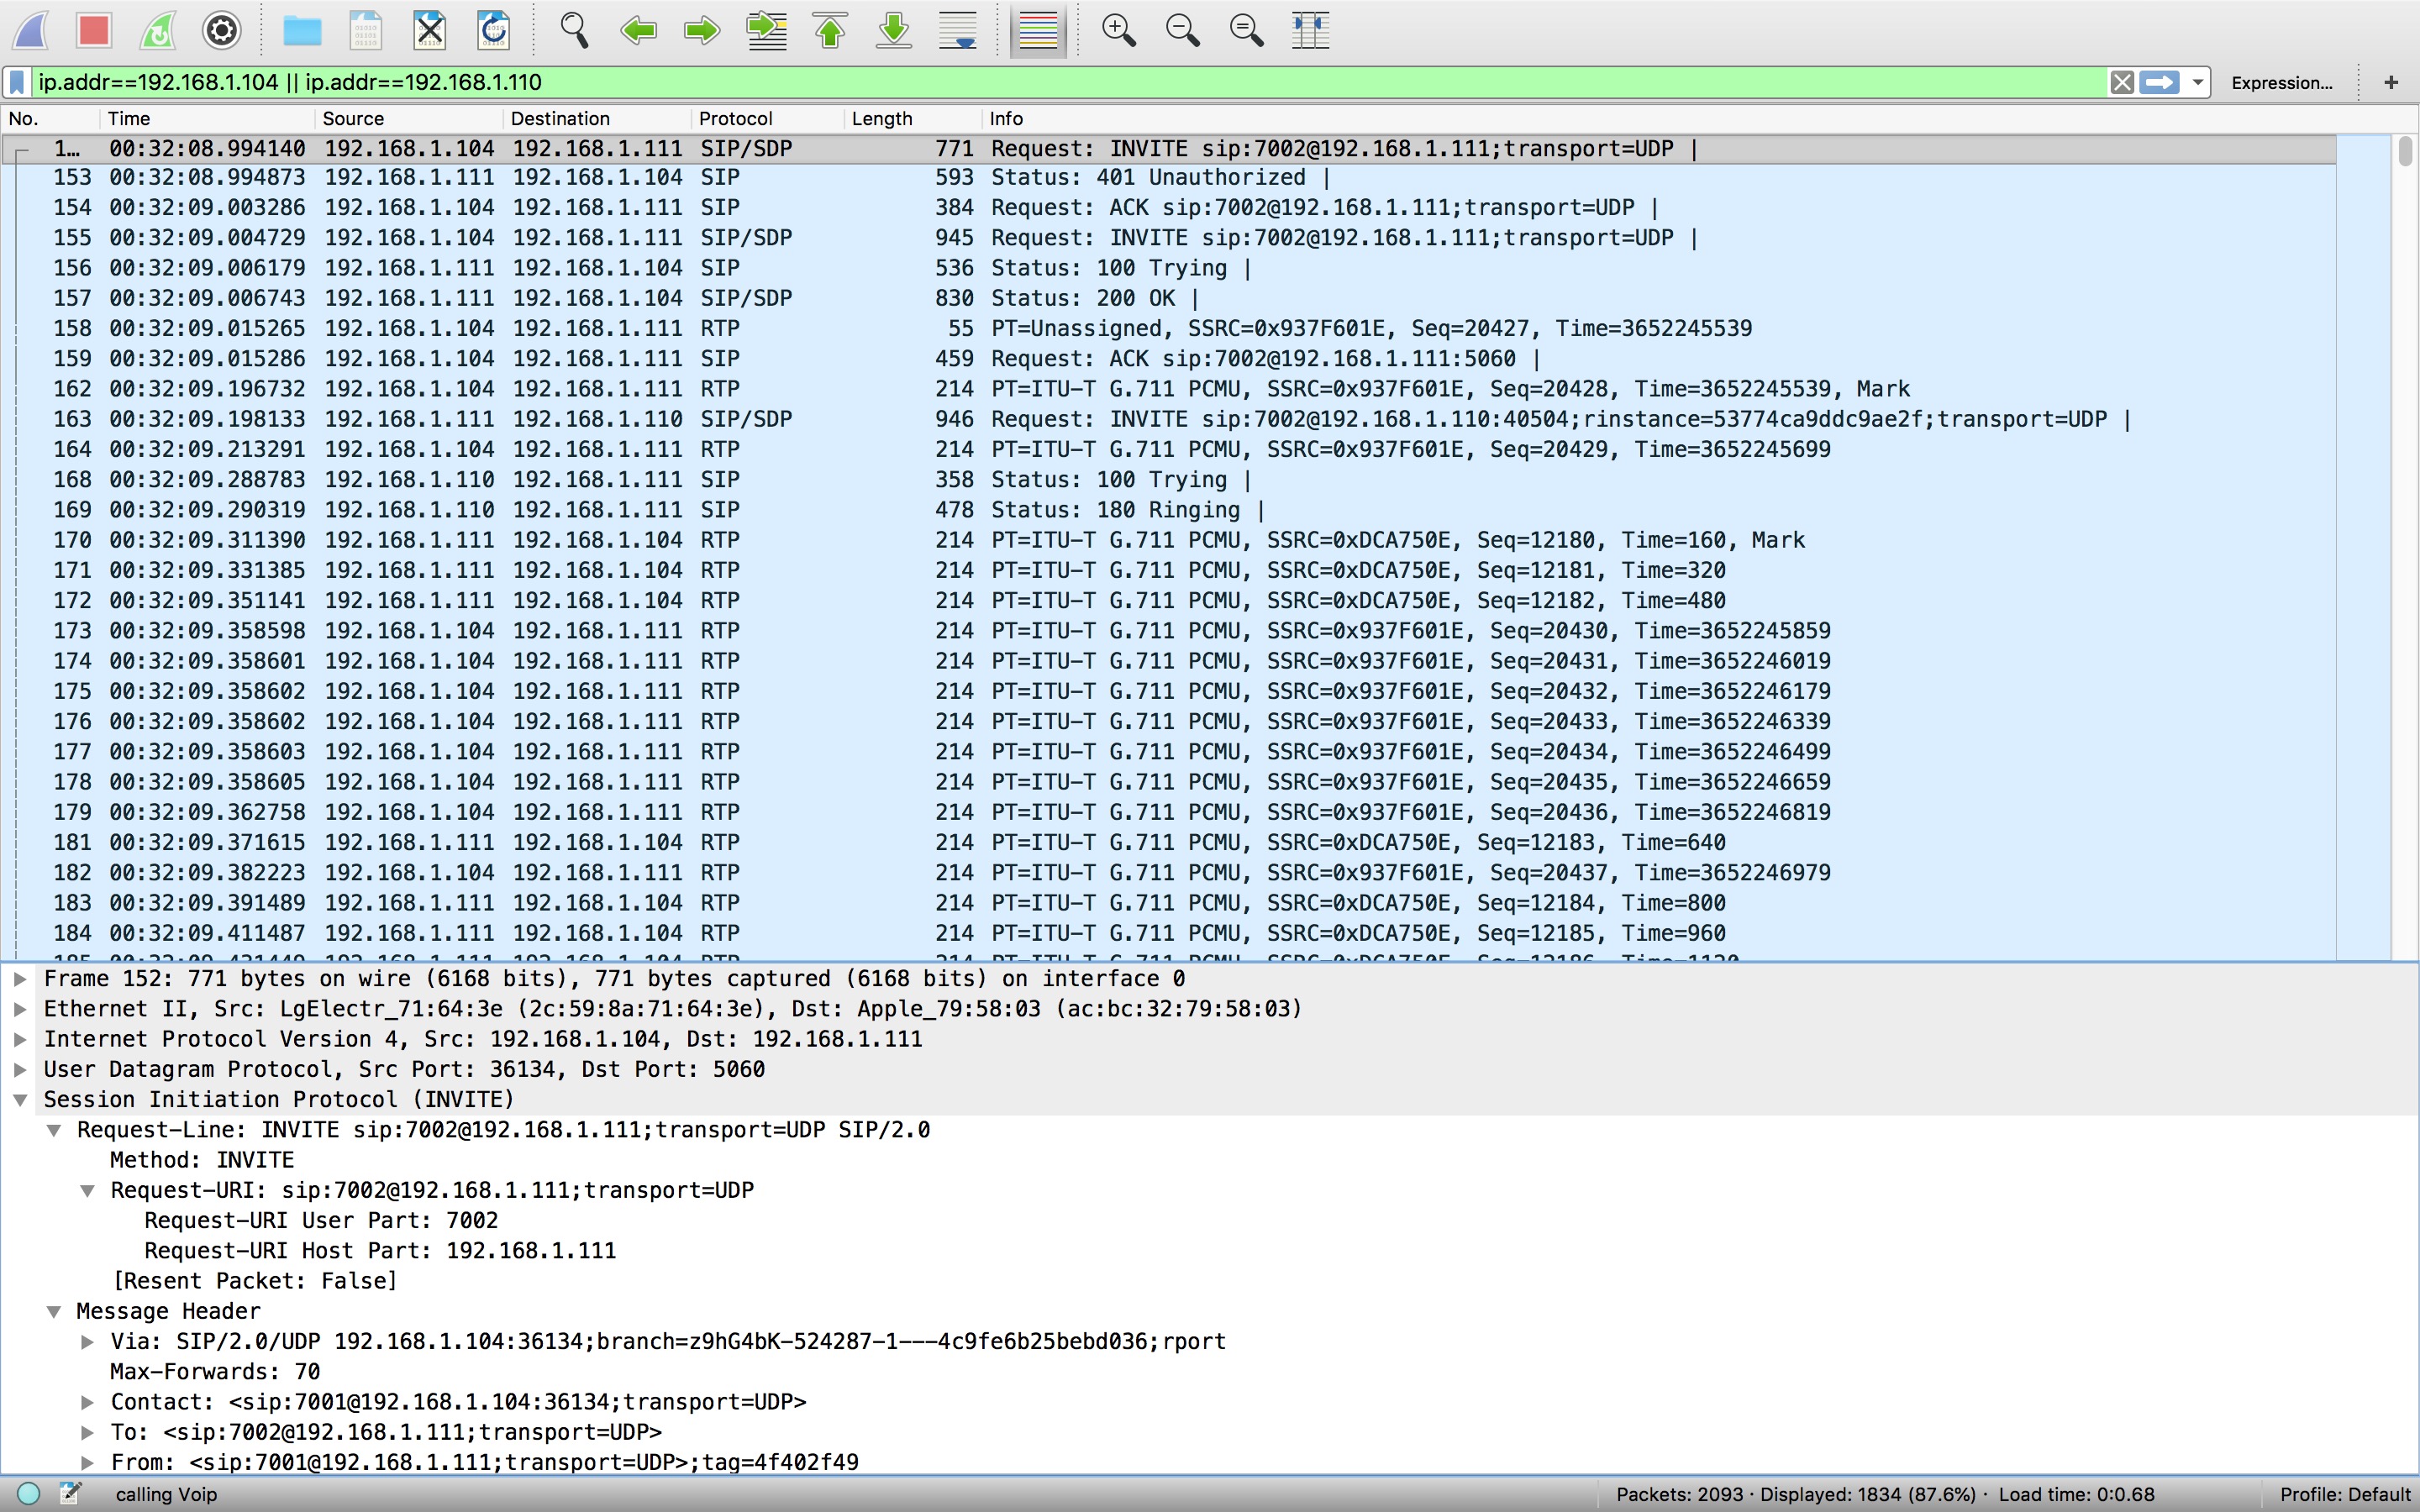 ip.addr==192.168.1.104 || ip.addr==192.168.1.110 Expression... +
No. Time Source Destination Protocol Length Info
1... 00:32:08.994140 192.168.1.104 192.168.1.111 SIP/SDP 771 Request: INVITE sip:7002@192.168.1.111;transport=UDP |
153 00:32:08.994873 192.168.1.111 192.168.1.104 SIP 593 Status: 401 Unauthorized |
154 00:32:09.003286 192.168.1.104 192.168.1.111 SIP 384 Request: ACK sip:7002@192.168.1.111;transport=UDP |
155 00:32:09.004729 192.168.1.104 192.168.1.111 SIP/SDP 945 Request: INVITE sip:7002@192.168.1.111;transport=UDP |
156 00:32:09.006179 192.168.1.111 192.168.1.104 SIP 536 Status: 100 Trying |
157 00:32:09.006743 192.168.1.111 192.168.1.104 SIP/SDP 830 Status: 200 OK |
158 00:32:09.015265 192.168.1.104 192.168.1.111 RTP 55 PT=Unassigned, SSRC=0x937F601E, Seq=20427, Time=3652245539
159 00:32:09.015286 192.168.1.104 192.168.1.111 SIP 459 Request: ACK sip:7002@192.168.1.111:5060 |
162 00:32:09.196732 192.168.1.104 192.168.1.111 RTP 214 PT=ITU-T G.711 PCMU, SSRC=0x937F601E, Seq=20428, Time=3652245539, Mark
163 00:32:09.198133 192.168.1.111 192.168.1.110 SIP/SDP 946 Request: INVITE sip:7002@192.168.1.110:40504;rinstance=53774ca9ddc9ae2f;transport=UDP |
164 00:32:09.213291 192.168.1.104 192.168.1.111 RTP 214 PT=ITU-T G.711 PCMU, SSRC=0x937F601E, Seq=20429, Time=3652245699
168 00:32:09.288783 192.168.1.110 192.168.1.111 SIP 358 Status: 100 Trying |
169 00:32:09.290319 192.168.1.110 192.168.1.111 SIP 478 Status: 180 Ringing |
170 00:32:09.311390 192.168.1.111 192.168.1.104 RTP 214 PT=ITU-T G.711 PCMU, SSRC=0xDCA750E, Seq=12180, Time=160, Mark
171 00:32:09.331385 192.168.1.111 192.168.1.104 RTP 214 PT=ITU-T G.711 PCMU, SSRC=0xDCA750E, Seq=12181, Time=320
172 00:32:09.351141 192.168.1.111 192.168.1.104 RTP 214 PT=ITU-T G.711 PCMU, SSRC=0xDCA750E, Seq=12182, Time=480
173 00:32:09.358598 192.168.1.104 192.168.1.111 RTP 214 PT=ITU-T G.711 PCMU, SSRC=0x937F601E, Seq=20430, Time=3652245859
174 00:32:09.358601 192.168.1.104 192.168.1.111 RTP 214 PT=ITU-T G.711 PCMU, SSRC=0x937F601E, Seq=20431, Time=3652246019
175 00:32:09.358602 192.168.1.104 192.168.1.111 RTP 214 PT=ITU-T G.711 PCMU, SSRC=0x937F601E, Seq=20432, Time=3652246179
176 00:32:09.358602 192.168.1.104 192.168.1.111 RTP 214 PT=ITU-T G.711 PCMU, SSRC=0x937F601E, Seq=20433, Time=3652246339
177 00:32:09.358603 192.168.1.104 192.168.1.111 RTP 214 PT=ITU-T G.711 PCMU, SSRC=0x937F601E, Seq=20434, Time=3652246499
178 00:32:09.358605 192.168.1.104 192.168.1.111 RTP 214 PT=ITU-T G.711 PCMU, SSRC=0x937F601E, Seq=20435, Time=3652246659
179 00:32:09.362758 192.168.1.104 192.168.1.111 RTP 214 PT=ITU-T G.711 PCMU, SSRC=0x937F601E, Seq=20436, Time=3652246819
181 00:32:09.371615 192.168.1.111 192.168.1.104 RTP 214 PT=ITU-T G.711 PCMU, SSRC=0xDCA750E, Seq=12183, Time=640
182 00:32:09.382223 192.168.1.104 192.168.1.111 RTP 214 PT=ITU-T G.711 PCMU, SSRC=0x937F601E, Seq=20437, Time=3652246979
183 00:32:09.391489 192.168.1.111 192.168.1.104 RTP 214 PT=ITU-T G.711 PCMU, SSRC=0xDCA750E, Seq=12184, Time=800
184 00:32:09.411487 192.168.1.111 192.168.1.104 RTP 214 PT=ITU-T G.711 PCMU, SSRC=0xDCA750E, Seq=12185, Time=960
Frame 152: 771 bytes on wire (6168 bits), 771 bytes captured (6168 bits) on interface 0
Ethernet II, Src: LgElectr_71:64:3e (2c:59:8a:71:64:3e), Dst: Apple_79:58:03 (ac:bc:32:79:58:03)
Internet Protocol Version 4, Src: 192.168.1.104, Dst: 192.168.1.111
User Datagram Protocol, Src Port: 36134, Dst Port: 5060
Session Initiation Protocol (INVITE)
Request-Line: INVITE sip:7002@192.168.1.111;transport=UDP SIP/2.0
Method: INVITE
Request-URI: sip:7002@192.168.1.111;transport=UDP
Request-URI User Part: 7002
Request-URI Host Part: 192.168.1.111
[Resent Packet: False]
Message Header
Via: SIP/2.0/UDP 192.168.1.104:36134;branch=z9hG4bK-524287-1---4c9fe6b25bebd036;rport
Max-Forwards: 70
Contact: <sip:7001@192.168.1.104:36134;transport=UDP>
To: <sip:7002@192.168.1.111;transport=UDP>
From: <sip:7001@192.168.1.111;transport=UDP>;tag=4f402f49
calling Voip Packets: 2093 · Displayed: 1834 (87.6%) · Load time: 0:0.68 Profile: Default